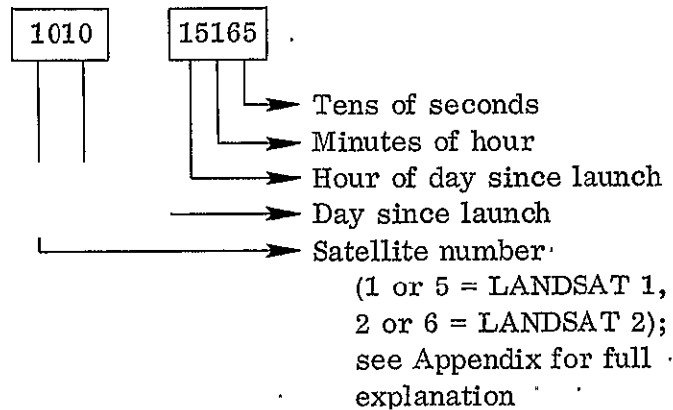 1010 15165
Tens of seconds
Minutes of hour
Hour of day since launch
Day since launch
Satellite number
(1 or 5 = LANDSAT 1,
2 or 6 = LANDSAT 2);
see Appendix for full
explanation